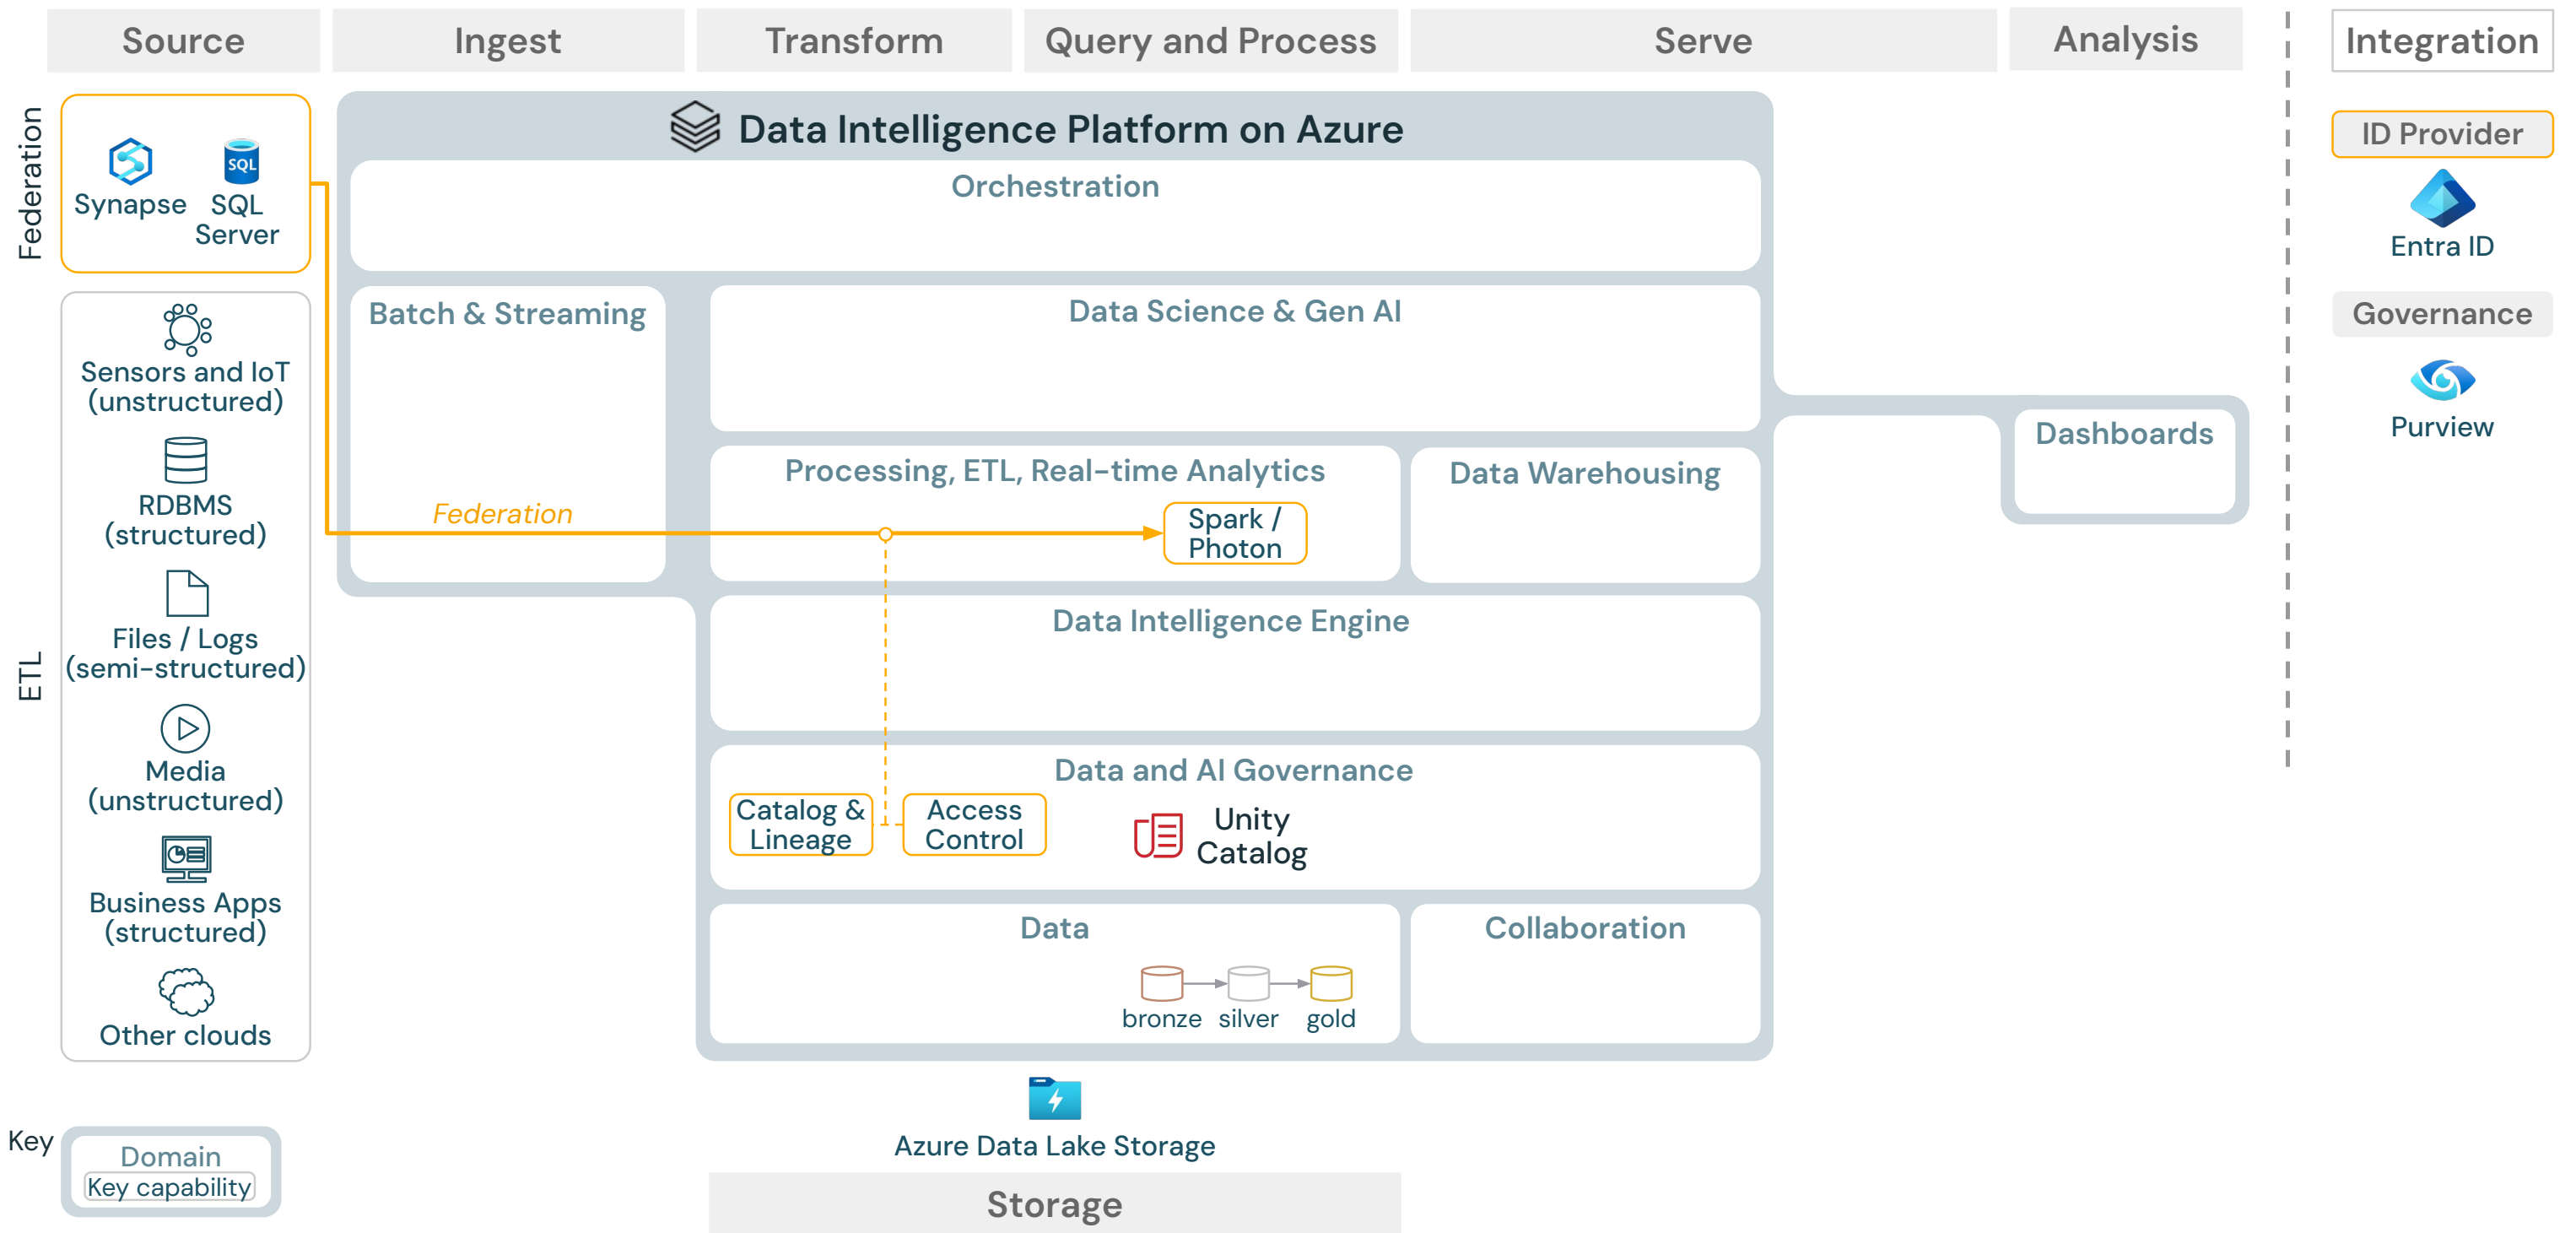 Source
Ingest
Transform
Query and Process
Serve
Analysis
Integration
Federation
Synapse
SQL
SQL
Server
ETL
Sensors and IoT
(unstructured)
RDBMS
(structured)
Files / Logs
(semi-structured)
Media
(unstructured)
Business Apps
(structured)
Other clouds
Data Intelligence Platform on Azure
Orchestration
Batch & Streaming
Data Science & Gen AI
Processing, ETL, Real-time Analytics
Federation
Spark /
Photon
Data Warehousing
Data Intelligence Engine
Data and AI Governance
Catalog &
Lineage
Access
Control
Unity
Catalog
Data
bronze
silver
gold
Collaboration
Dashboards
ID Provider
Entra ID
Governance
Purview
Azure Data Lake Storage
Storage
Key
Domain
Key capability